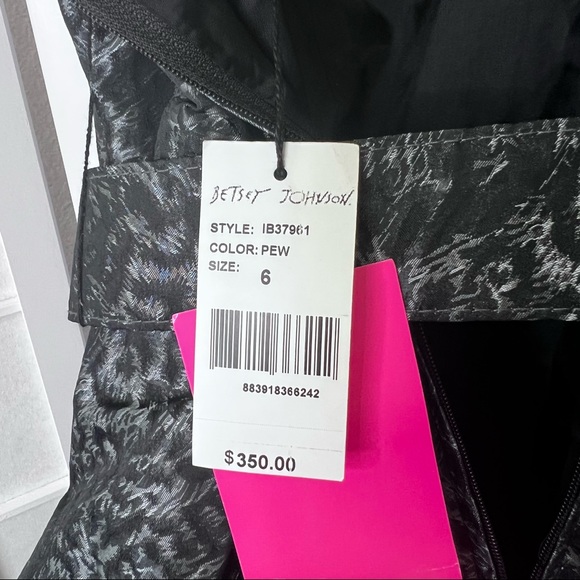 BETSEY JOHNSON.
STYLE: IB37961
COLOR: PEW
SIZE: 6
883918366242
$350.00